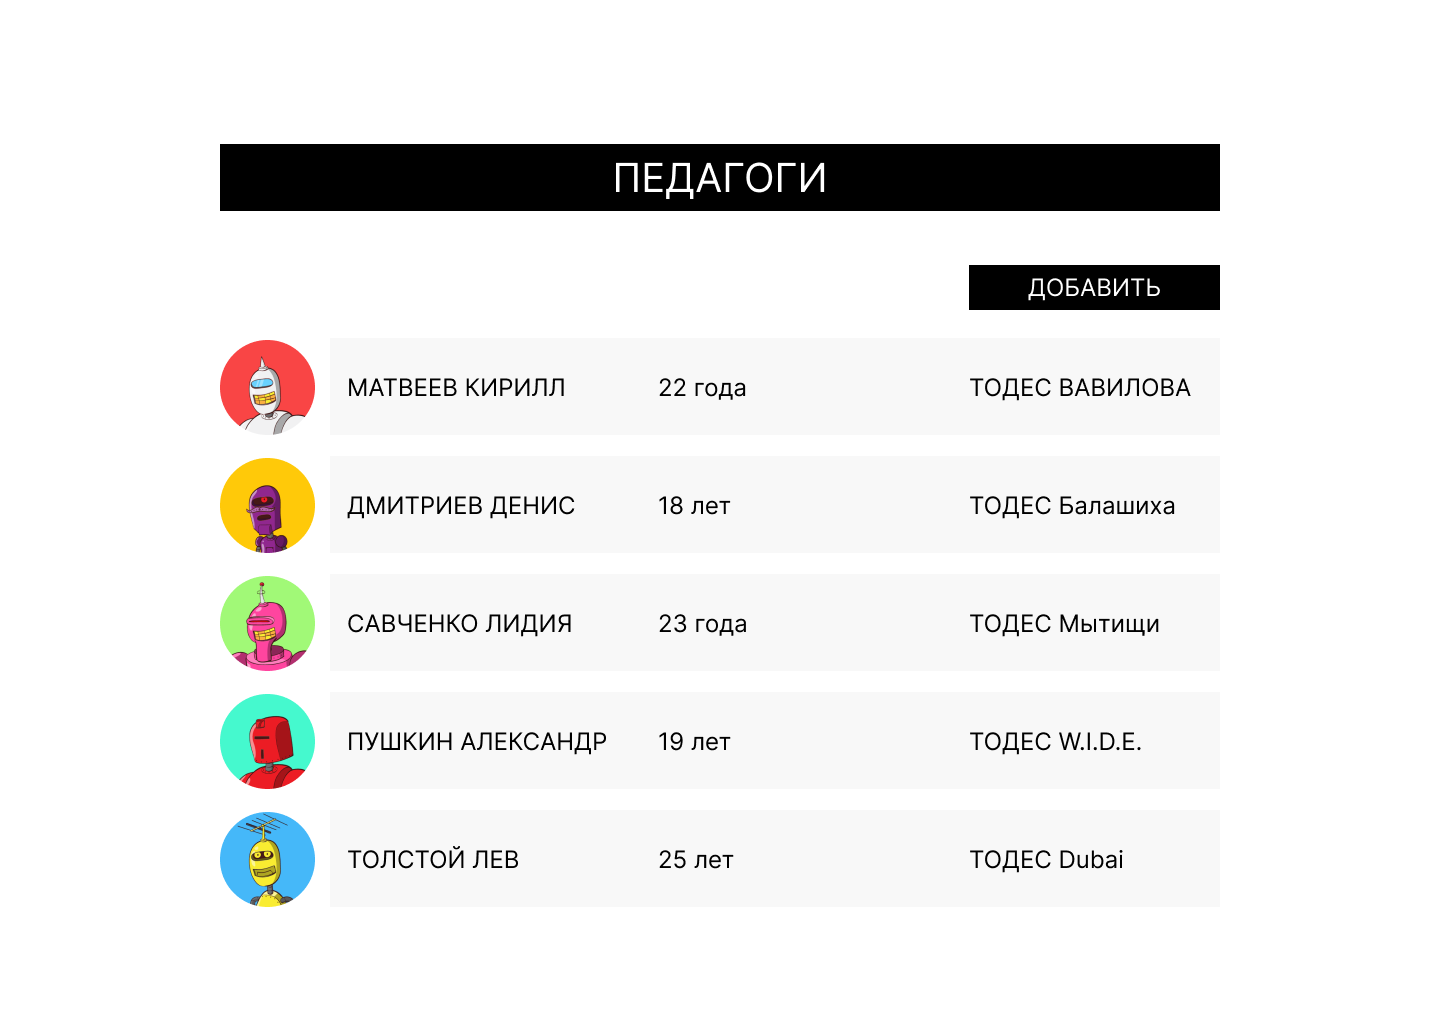 ПЕДАГОГИ
ДОБАВИТЬ
МАТВЕЕВ КИРИЛЛ 22 года ТОДЕС ВАВИЛОВА
ДМИТРИЕВ ДЕНИС 18 лет ТОДЕС Балашиха
САВЧЕНКО ЛИДИЯ 23 года ТОДЕС Мытищи
ПУШКИН АЛЕКСАНДР 19 лет ТОДЕС W.I.D.E.
ТОЛСТОЙ ЛЕВ 25 лет ТОДЕС Dubai